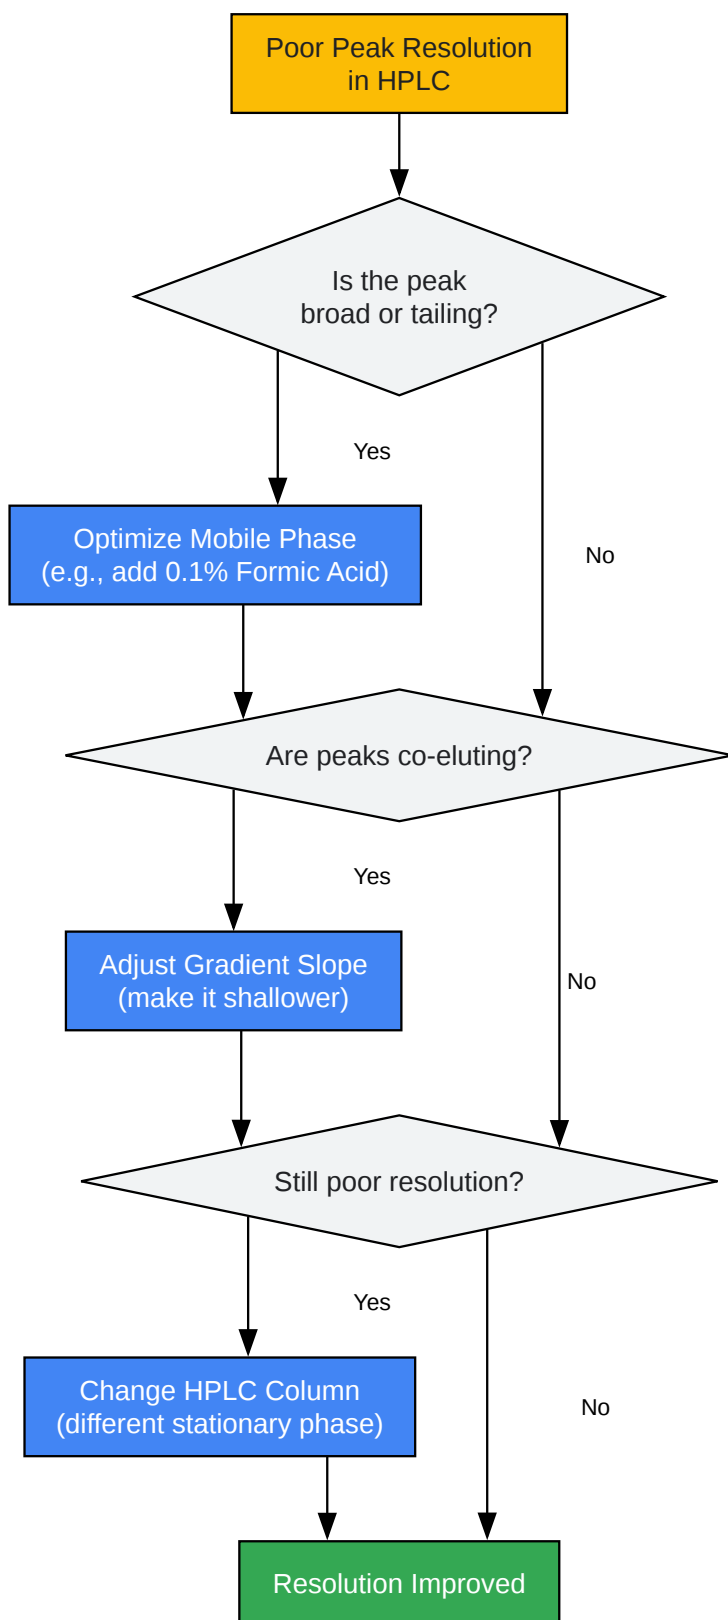 Poor Peak Resolution
in HPLC
Is the peak
broad or tailing?
Yes
Optimize Mobile Phase
(e.g., add 0.1% Formic Acid)
No
Are peaks co-eluting?
Yes
Adjust Gradient Slope
(make it shallower)
No
Still poor resolution?
Yes
Change HPLC Column
(different stationary phase)
No
Resolution Improved